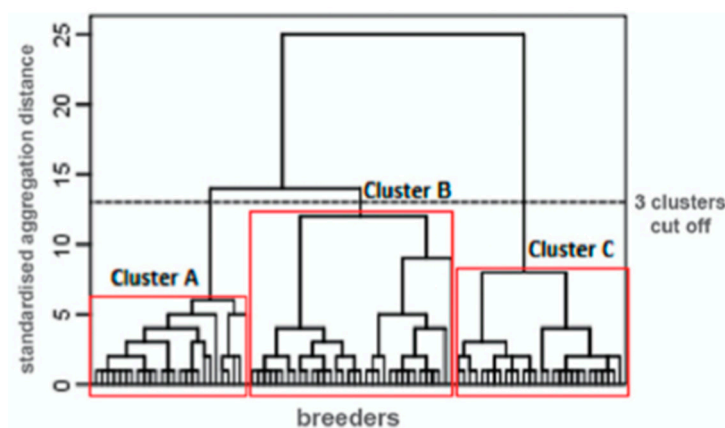 standardised aggregation distance
25
20
15
10
5
0
Cluster A
Cluster B
Cluster C
3 clusters
cut off
breeders